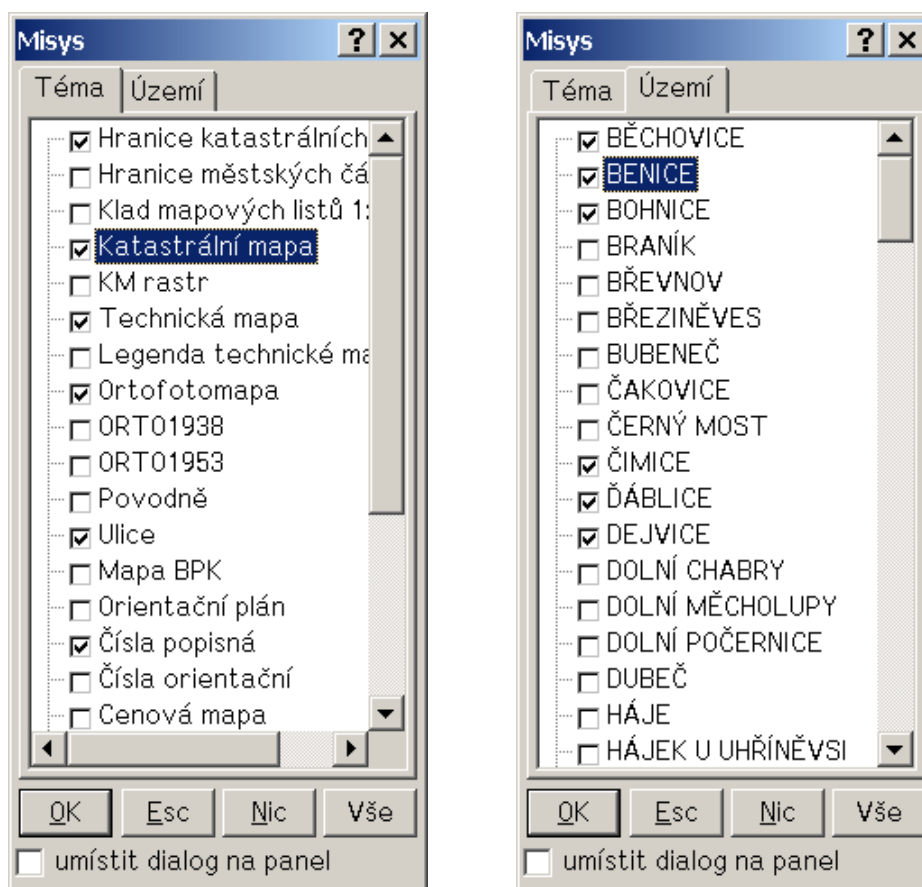 Misys
Téma Území
Hranice katastrálních
Hranice městských čá
Klad mapových listů 1:
Katastrální mapa
KM rastr
Technická mapa
Legenda technické ma
Ortofotomapa
ORTO1938
ORTO1953
Povodně
Ulice
Mapa BPK
Orientační plán
Čísla popisná
Čísla orientační
Cenová mapa
OK Esc Nic Vše
umístit dialog na panel
Misys
Téma Území
BĚCHOVICE
BENICE
BOHNICE
BRANÍK
BŘEVNOV
BŘEZINĚVES
BUBENEČ
ČAKOVICE
ČERNÝ MOST
ČIMICE
ĎÁBLICE
DEJVICE
DOLNÍ CHABRY
DOLNÍ MĚCHOLUPY
DOLNÍ POČERNICE
DUBEČ
HÁJE
HÁJEK U UHŘÍNĚVSI
OK Esc Nic Vše
umístit dialog na panel